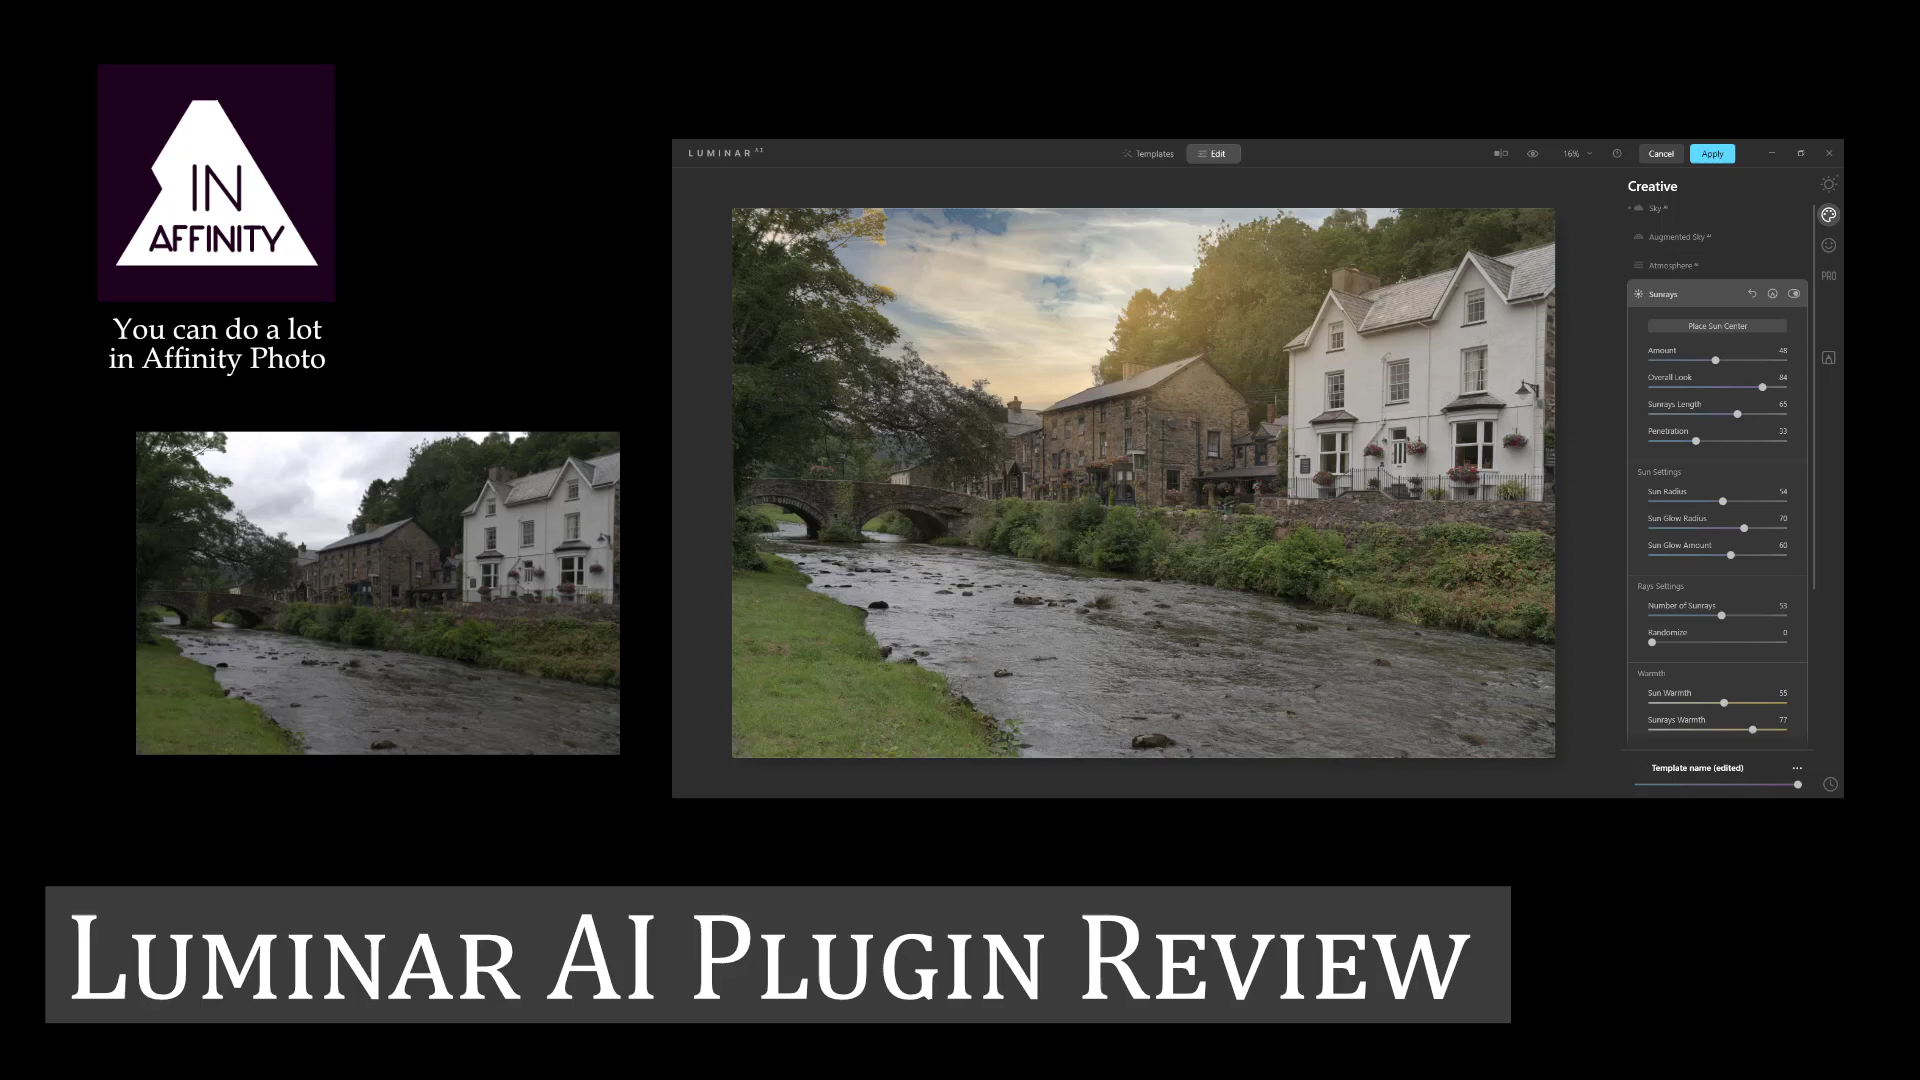 IN
AFFINITY
You can do a lot
in Affinity Photo
LUMINAR AI
Templates
Edit
16%
Cancel
Apply
Creative
Sky AI
Augmented Sky AI
Atmosphere AI
PRO
Sunrays
Place Sun Center
Amount 48
Overall Look 84
Sunrays Length 65
Penetration 33
Sun Settings
Sun Radius 54
Sun Glow Radius 70
Sun Glow Amount 60
Rays Settings
Number of Sunrays 53
Randomize 0
Warmth
Sun Warmth 55
Sunrays Warmth 77
Template name (edited)
LUMINAR AI PLUGIN REVIEW